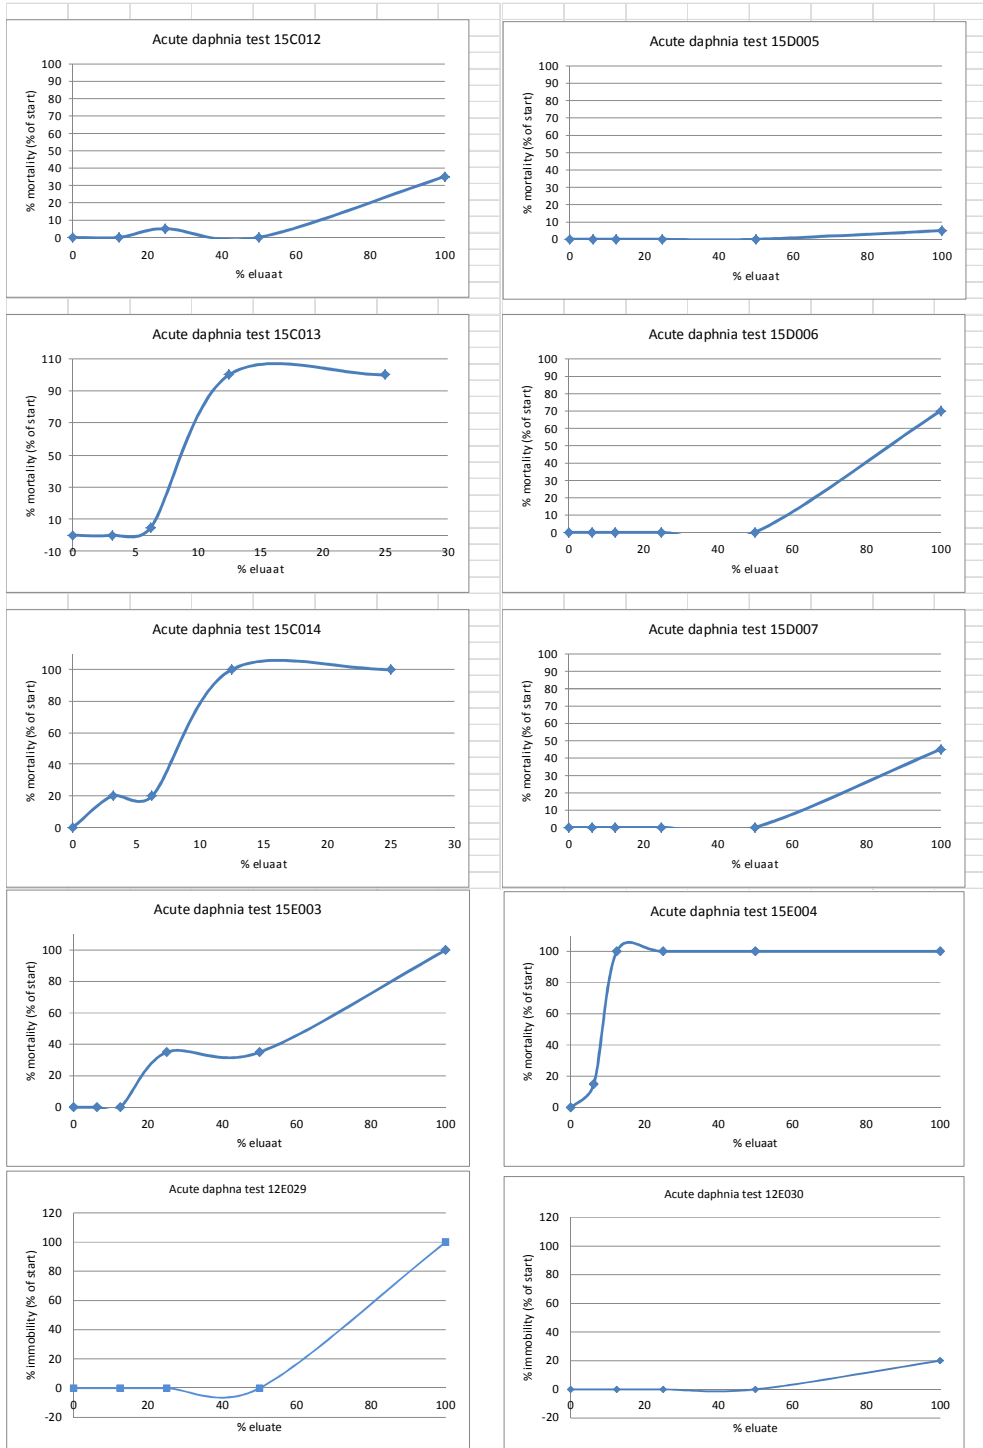 Acute daphnia test 15C012
% mortality (% of start)
100
90
80
70
60
50
40
30
20
10
0
0 20 40 60 80 100
% eluaat
Acute daphnia test 15D005
% mortality (% of start)
100
90
80
70
60
50
40
30
20
10
0
0 20 40 60 80 100
% eluaat
Acute daphnia test 15C013
% mortality (% of start)
110
90
70
50
30
10
-10
0 5 10 15 20 25 30
% eluaat
Acute daphnia test 15D006
% mortality (% of start)
100
90
80
70
60
50
40
30
20
10
0
0 20 40 60 80 100
% eluaat
Acute daphnia test 15C014
% mortality (% of start)
100
80
60
40
20
0
0 5 10 15 20 25 30
% eluaat
Acute daphnia test 15D007
% mortality (% of start)
100
90
80
70
60
50
40
30
20
10
0
0 20 40 60 80 100
% eluaat
Acute daphnia test 15E003
% mortality (% of start)
100
80
60
40
20
0
0 20 40 60 80 100
% eluaat
Acute daphnia test 15E004
% mortality (% of start)
100
80
60
40
20
0
0 20 40 60 80 100
% eluaat
Acute daphna test 12E029
% immobility (% of start)
120
100
80
60
40
20
0
-20
0 20 40 60 80 100
% eluate
Acute daphnia test 12E030
% immobility (% of start)
120
100
80
60
40
20
0
-20
0 20 40 60 80 100
% eluate